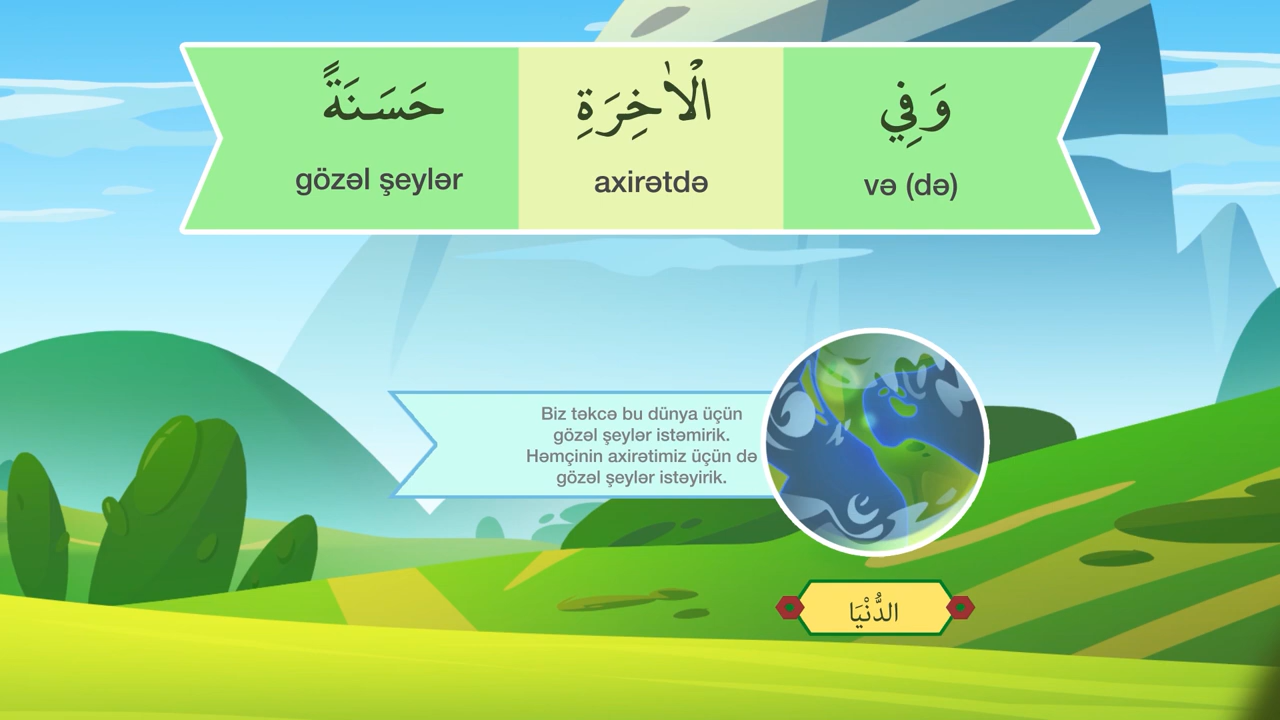 وَفِي الْاٰخِرَةِ حَسَنَةً
gözəl şeylər axirətdə və (də)
Biz təkcə bu dünya üçün
gözəl şeylər istəmirik.
Həmçinin axirətimiz üçün də
gözəl şeylər istəyirik.
الدُّنْيَا